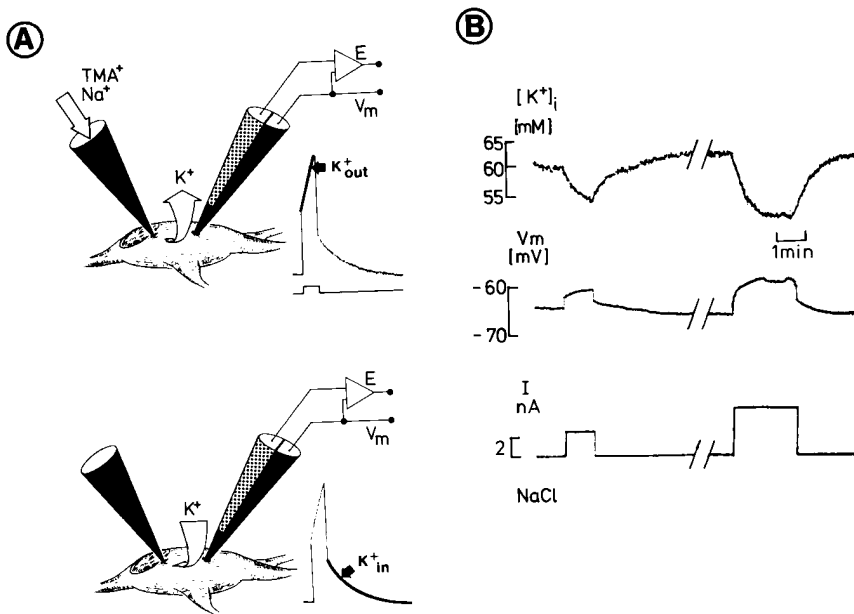 A
TMA+
Na+
E
Vm
K+
K+out
E
Vm
K+
K+in
B
[K+]i
[mM]
65
60
55
1min
Vm
[mV]
-60
-70
I
nA
2
NaCl